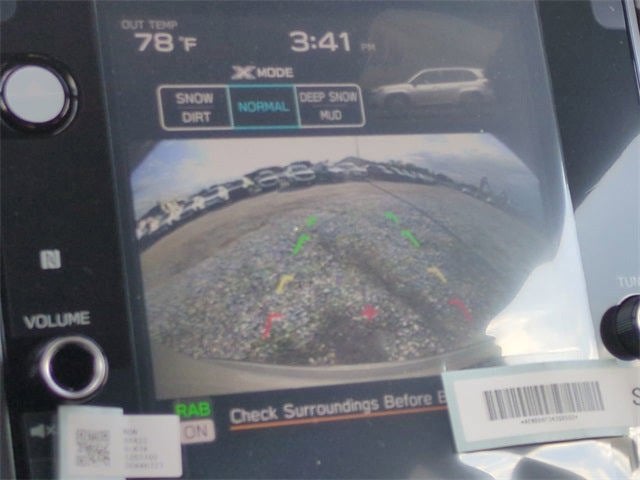 OUT TEMP
78 °F 3:41 PM
X MODE
SNOW DIRT NORMAL DEEP SNOW MUD
N
VOLUME
TUN
RAB
ON
Check Surroundings Before B
S